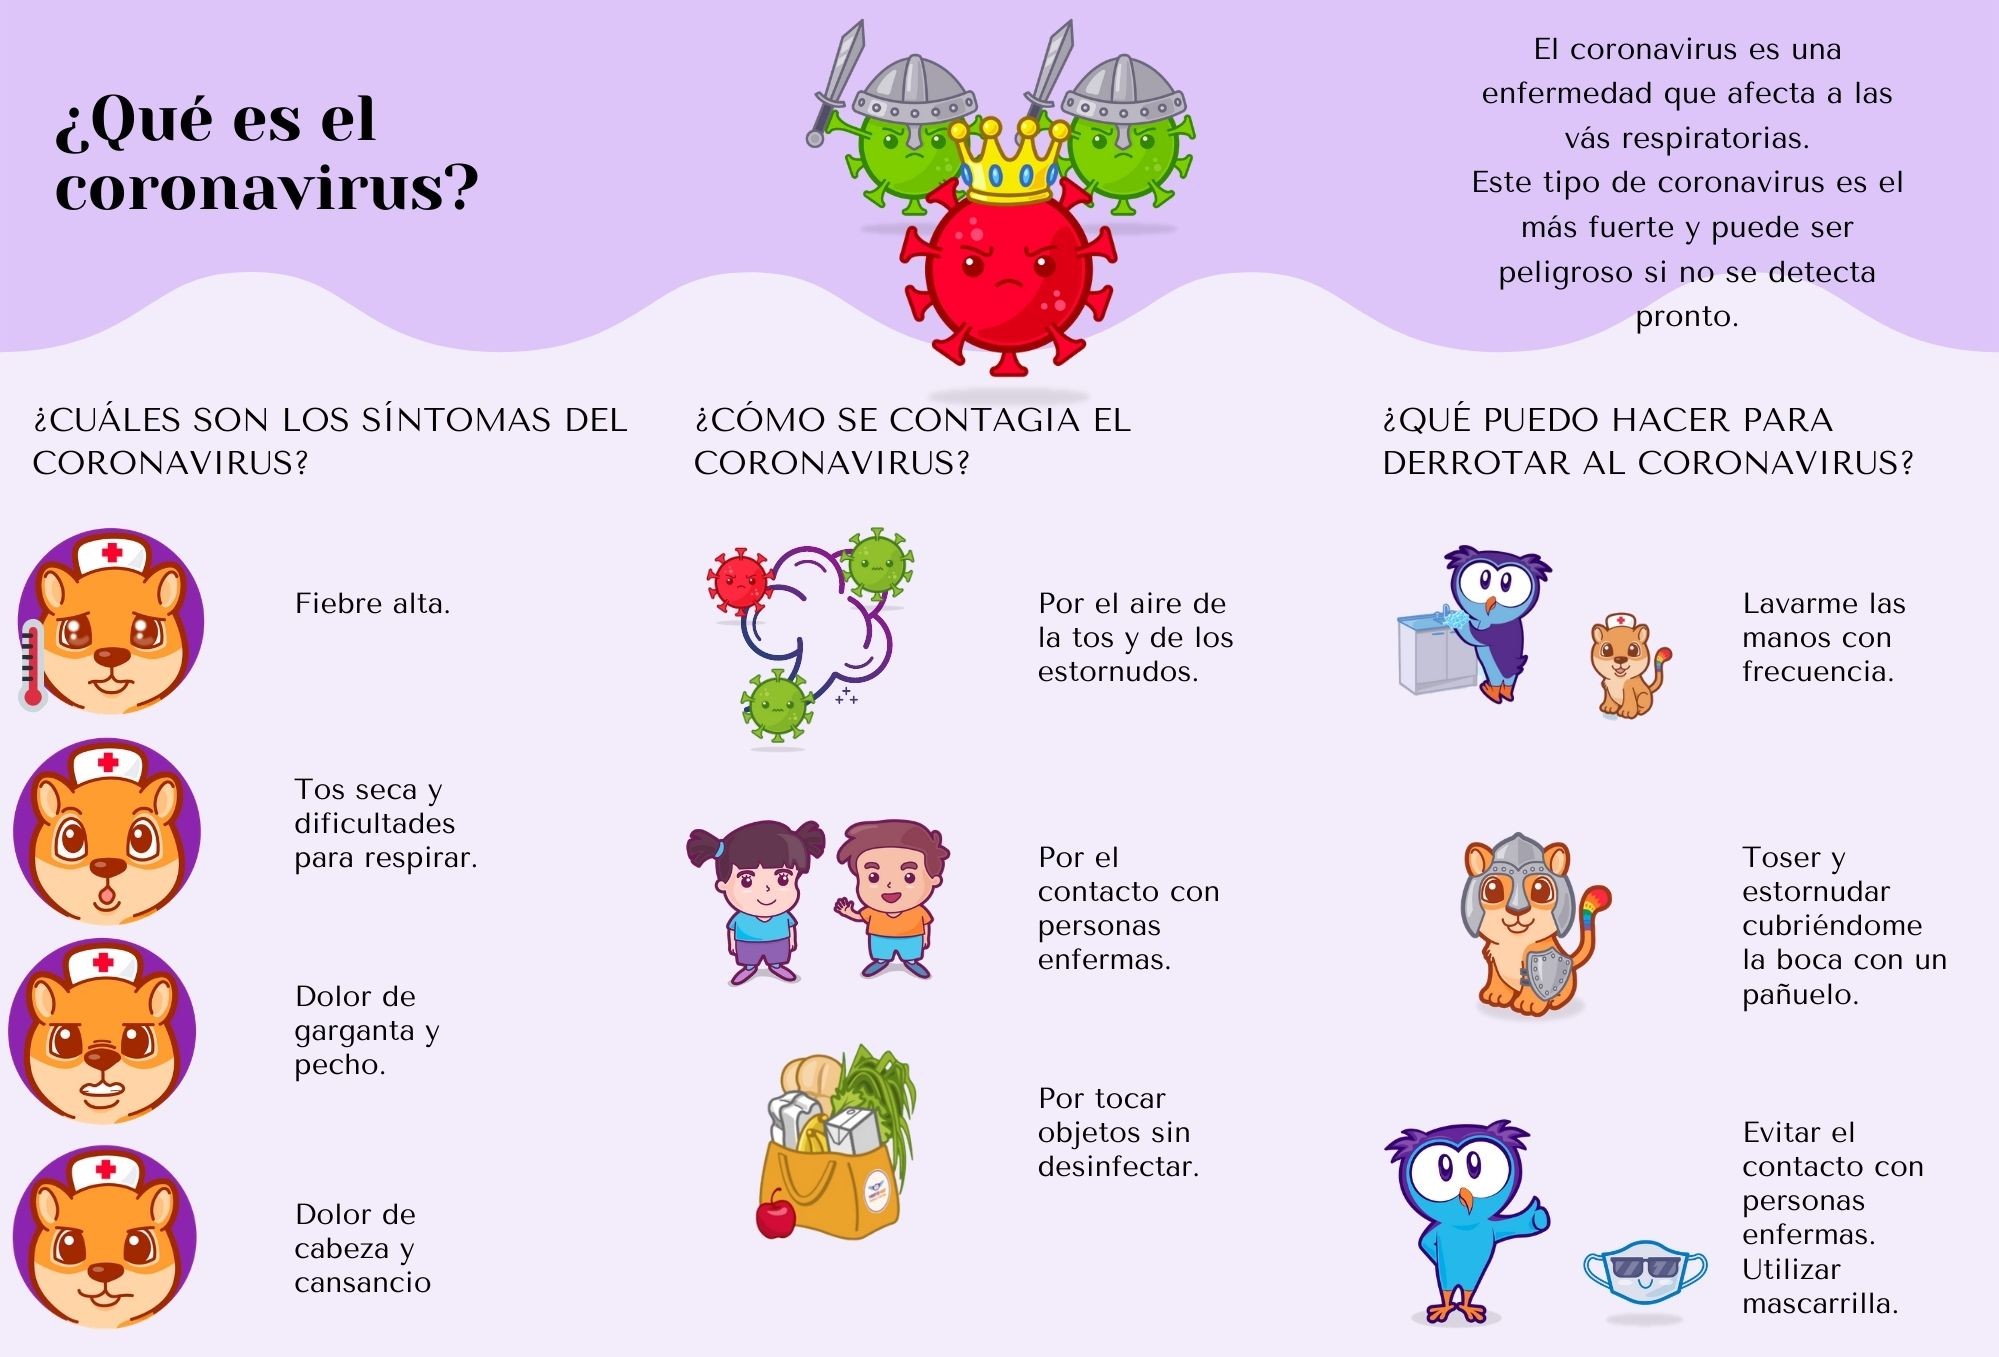 ¿Qué es el
coronavirus?
El coronavirus es una
enfermedad que afecta a las
vás respiratorias.
Este tipo de coronavirus es el
más fuerte y puede ser
peligroso si no se detecta
pronto.
¿CUÁLES SON LOS SÍNTOMAS DEL
CORONAVIRUS?
Fiebre alta.
Tos seca y
dificultades
para respirar.
Dolor de
garganta y
pecho.
Dolor de
cabeza y
cansancio
¿CÓMO SE CONTAGIA EL
CORONAVIRUS?
Por el aire de
la tos y de los
estornudos.
Por el
contacto con
personas
enfermas.
Por tocar
objetos sin
desinfectar.
¿QUÉ PUEDO HACER PARA
DERROTAR AL CORONAVIRUS?
Lavarme las
manos con
frecuencia.
Toser y
estornudar
cubriéndome
la boca con un
pañuelo.
Evitar el
contacto con
personas
enfermas.
Utilizar
mascarrilla.